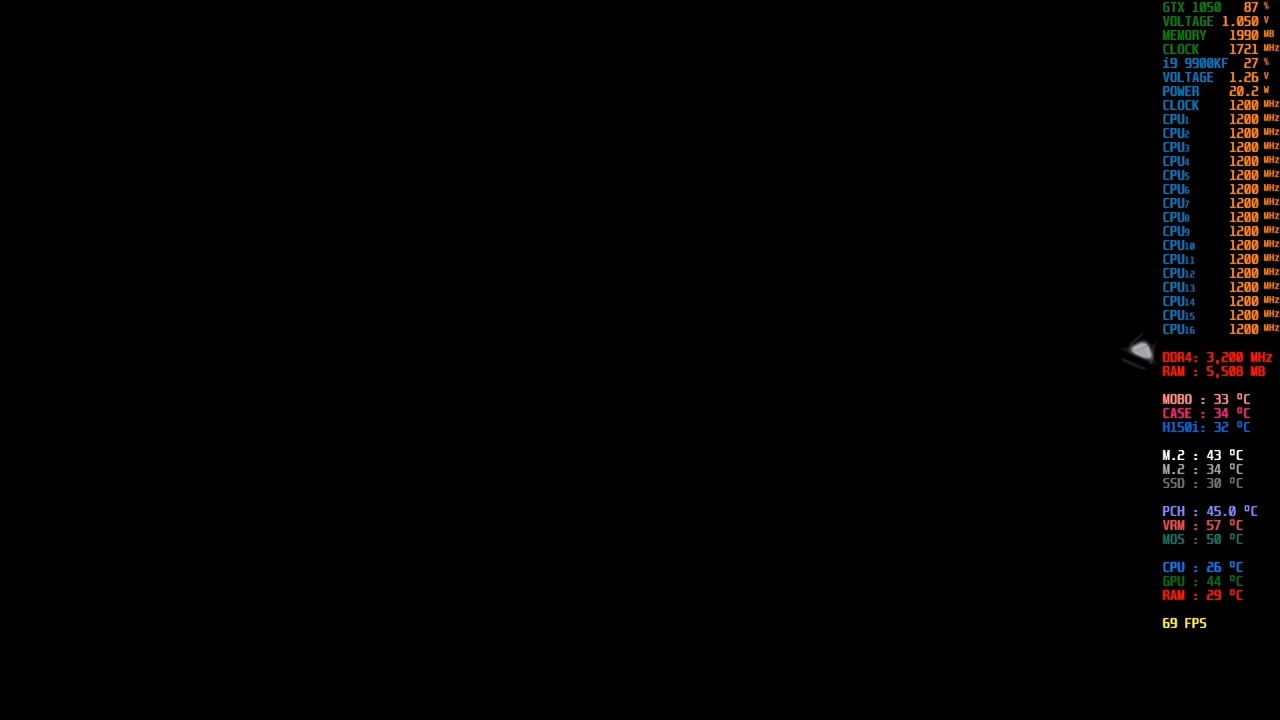 GTX 1050 87 %
VOLTAGE 1.050 V
MEMORY 1990 MB
CLOCK 1721 MHz
i9 9900KF 27 %
VOLTAGE 1.26 V
POWER 20.2 W
CLOCK 1200 MHz
CPU1 1200 MHz
CPU2 1200 MHz
CPU3 1200 MHz
CPU4 1200 MHz
CPU5 1200 MHz
CPU6 1200 MHz
CPU7 1200 MHz
CPU8 1200 MHz
CPU9 1200 MHz
CPU10 1200 MHz
CPU11 1200 MHz
CPU12 1200 MHz
CPU13 1200 MHz
CPU14 1200 MHz
CPU15 1200 MHz
CPU16 1200 MHz
DDR4: 3,200 MHz
RAM : 5,508 MB
MOBO : 33 °C
CASE : 34 °C
H150i: 32 °C
M.2 : 43 °C
M.2 : 34 °C
SSD : 30 °C
PCH : 45.0 °C
VRM : 57 °C
MOS : 50 °C
CPU : 26 °C
GPU : 44 °C
RAM : 29 °C
69 FPS